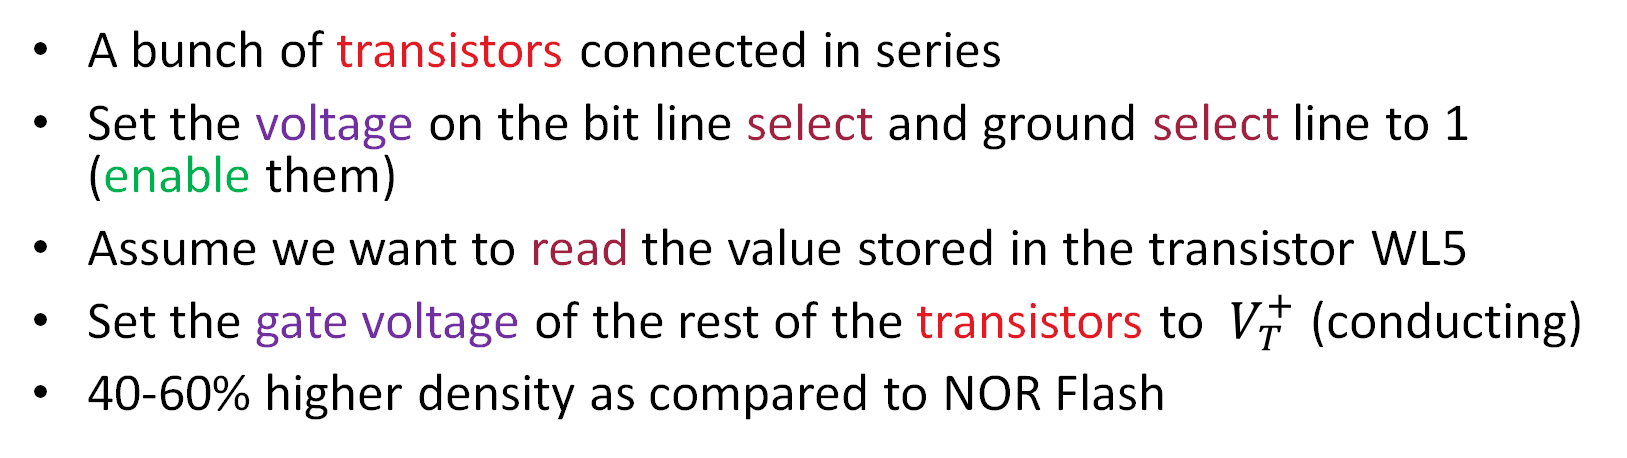 • A bunch of transistors connected in series
• Set the voltage on the bit line select and ground select line to 1
(enable them)
• Assume we want to read the value stored in the transistor WL5
• Set the gate voltage of the rest of the transistors to $V_T^+$ (conducting)
• 40-60% higher density as compared to NOR Flash